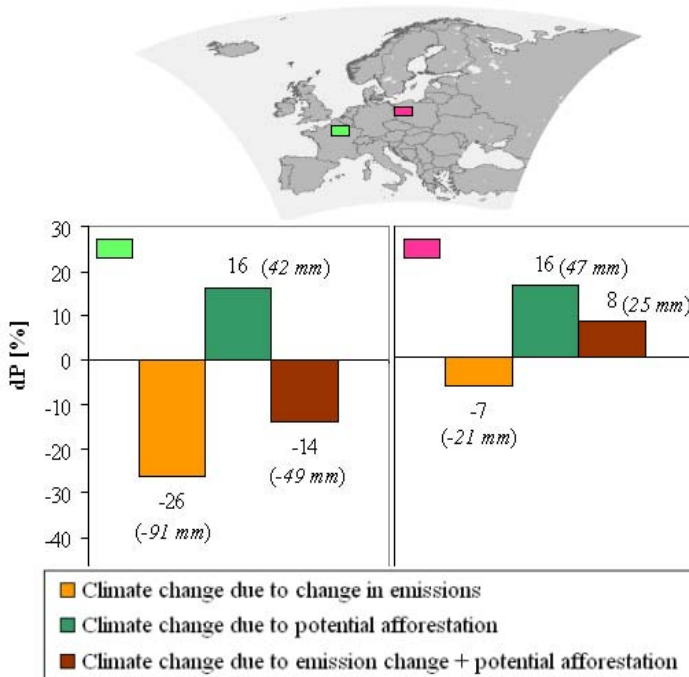 30
20
10
0
-10
-20
-30
-40
dP [%]
16 (42 mm)
-26
(-91 mm)
-14
(-49 mm)
16 (47 mm)
8 (25 mm)
-7
(-21 mm)
Climate change due to change in emissions
Climate change due to potential afforestation
Climate change due to emission change + potential afforestation